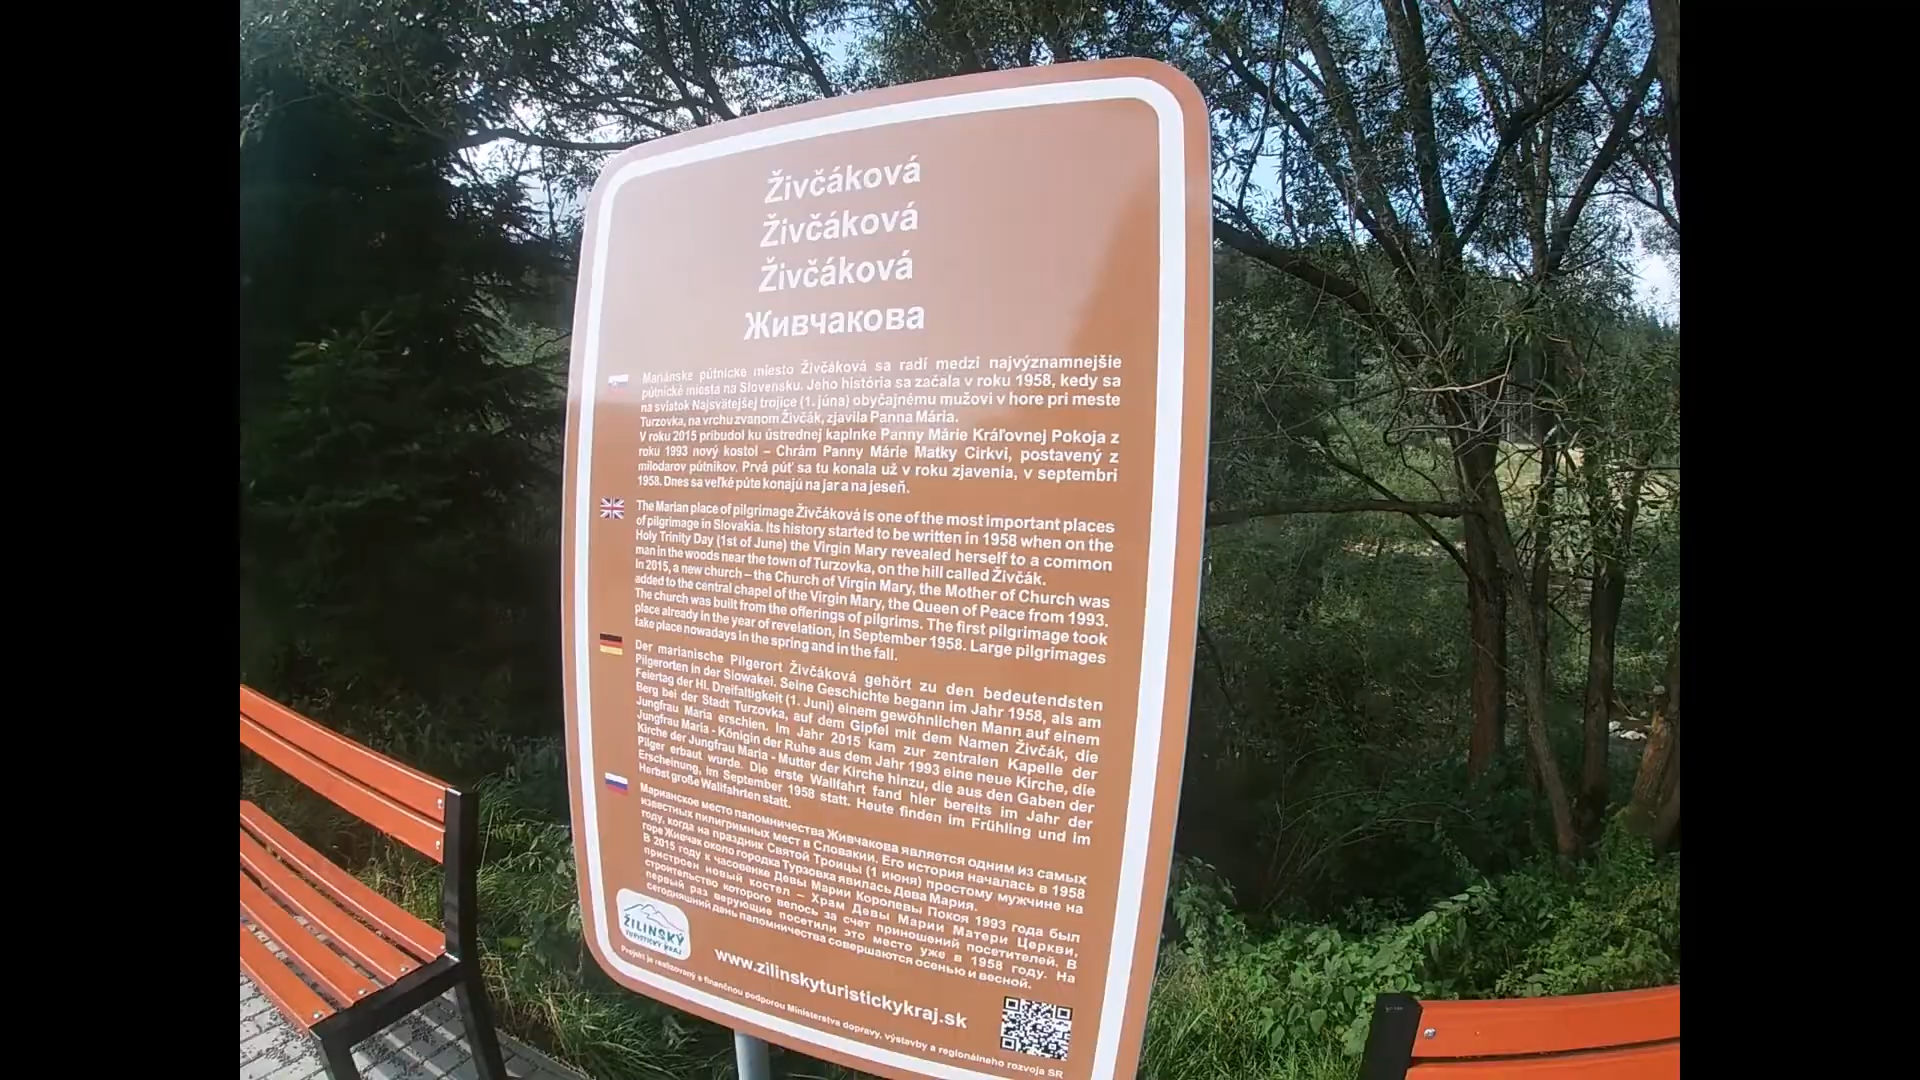 Živčáková
Živčáková
Živčáková
Живчакова
Mariánske pútnické miesto Živčáková sa radí medzi najvýznamnejšie
pútnické miesta na Slovensku. Jeho história sa začala v roku 1958, kedy sa
na sviatok Najsvätejšej trojice (1. júna) obyčajnému mužovi v hore pri meste
Turzovka, na vrchu zvanom Živčák, zjavila Panna Mária.
V roku 2015 pribudol ku ústrednej kaplnke Panny Márie Kráľovnej Pokoja z
roku 1993 nový kostol – Chrám Panny Márie Matky Cirkvi, postavený z
milodarov pútnikov. Prvá púť sa tu konala už v roku zjavenia, v septembri
1958. Dnes sa veľké púte konajú na jar a na jeseň.
The Marian place of pilgrimage Živčáková is one of the most important places
of pilgrimage in Slovakia. Its history started to be written in 1958 when on the
Holy Trinity Day (1st of June) the Virgin Mary revealed herself to a common
man in the woods near the town of Turzovka, on the hill called Živčák.
In 2015, a new church – the Church of Virgin Mary, the Mother of Church was
added to the central chapel of the Virgin Mary, the Queen of Peace from 1993.
The church was built from the offerings of pilgrims. The first pilgrimage took
place already in the year of revelation, in September 1958. Large pilgrimages
take place nowadays in the spring and in the fall.
Der marianische Pilgerort Živčáková gehört zu den bedeutendsten
Pilgerorten in der Slowakei. Seine Geschichte begann im Jahr 1958, als am
Feiertag der Hl. Dreifaltigkeit (1. Juni) einem gewöhnlichen Mann auf einem
Berg bei der Stadt Turzovka, auf dem Gipfel mit dem Namen Živčák, die
Jungfrau Maria erschien. Im Jahr 2015 kam zur zentralen Kapelle der
Jungfrau Maria - Königin der Ruhe aus dem Jahr 1993 eine neue Kirche, die
Kirche der Jungfrau Maria - Mutter der Kirche hinzu, die aus den Gaben der
Pilger erbaut wurde. Die erste Wallfahrt fand hier bereits im Jahr der
Erscheinung, im September 1958 statt. Heute finden im Frühling und im
Herbst große Wallfahrten statt.
Марианское место паломничества Живчакова является одним из самых
известных пилигримных мест в Словакии. Его история началась в 1958
году, когда на праздник Святой Троицы (1 июня) простому мужчине на
горе Живчак около городка Турзовка явилась Дева Мария.
В 2015 году к часовенке Девы Марии Королевы Покоя 1993 года был
пристроен новый костел – Храм Девы Марии Матери Церкви,
строительство которого велось за счет приношений посетителей. В
первый раз верующие посетили это место уже в 1958 году. На
сегодняшний день паломничества совершаются осенью и весной.
ŽILINSKÝ
TURISTICKÝ KRAJ
www.zilinskyturistickykraj.sk
Projekt je realizovaný s finančnou podporou Ministerstva dopravy, výstavby a regionálneho rozvoja SR